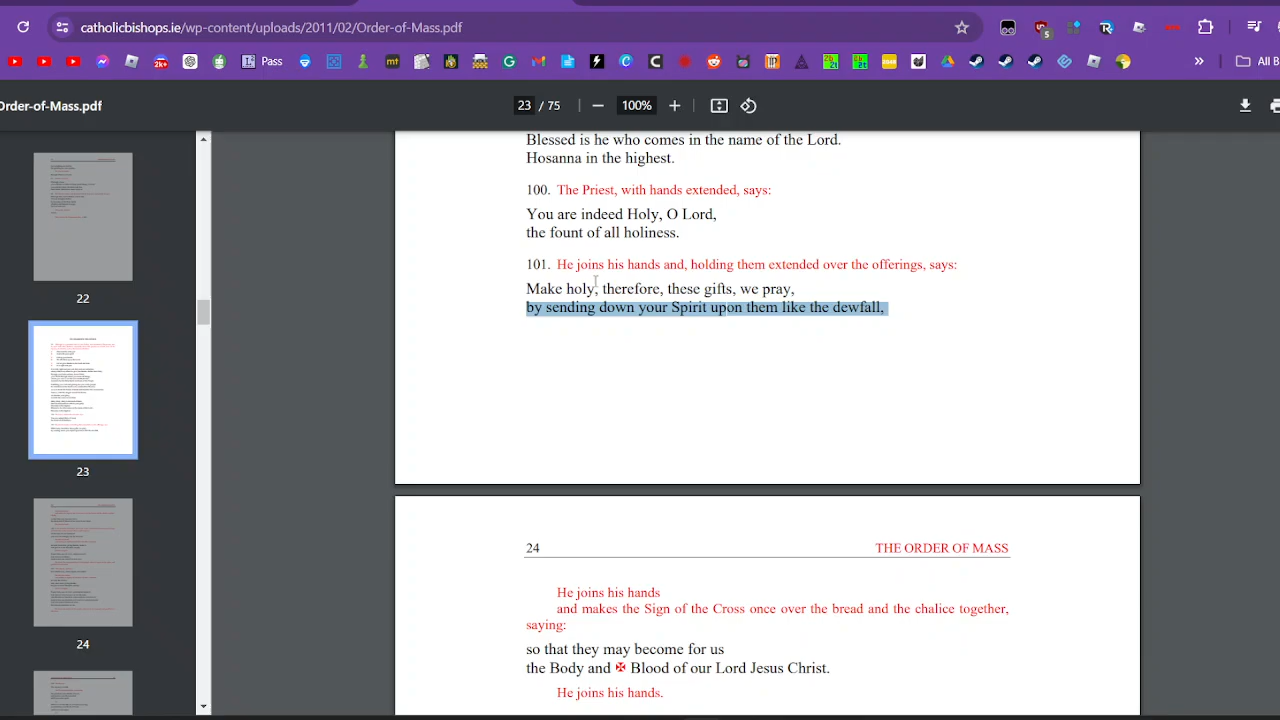 catholicbishops.ie/wp-content/uploads/2011/02/Order-of-Mass.pdf
5
2K+
Pass
mt
All B
Order-of-Mass.pdf
23 / 75
100%
22
23
24
Blessed is he who comes in the name of the Lord.
Hosanna in the highest.
100. The Priest, with hands extended, says:
You are indeed Holy, O Lord,
the fount of all holiness.
101. He joins his hands and, holding them extended over the offerings, says:
Make holy, therefore, these gifts, we pray,
by sending down your Spirit upon them like the dewfall,
24 THE ORDER OF MASS
He joins his hands
and makes the Sign of the Cross once over the bread and the chalice together,
saying:
so that they may become for us
the Body and ✠ Blood of our Lord Jesus Christ.
He joins his hands.